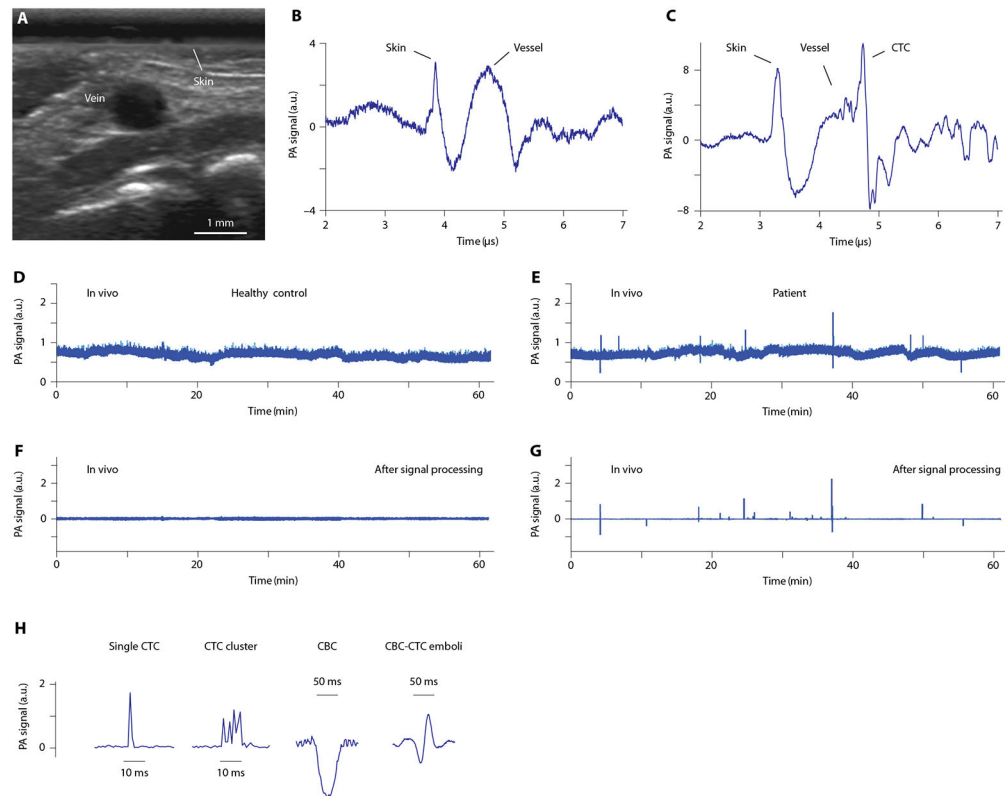 A
Skin
Vein
1 mm
B
PA signal (a.u.)
4
0
−4
Skin
Vessel
2 3 4 5 6 7
Time (µs)
C
PA signal (a.u.)
8
0
−8
Skin
Vessel
CTC
2 3 4 5 6 7
Time (µs)
D
PA signal (a.u.)
2
1
0
In vivo
Healthy control
0 20 40 60
Time (min)
E
PA signal (a.u.)
2
1
0
In vivo
Patient
0 20 40 60
Time (min)
F
PA signal (a.u.)
2
0
In vivo
After signal processing
0 20 40 60
Time (min)
G
PA signal (a.u.)
2
0
In vivo
After signal processing
0 20 40 60
Time (min)
H
PA signal (a.u.)
2
0
Single CTC
10 ms
CTC cluster
10 ms
CBC
50 ms
CBC-CTC emboli
50 ms